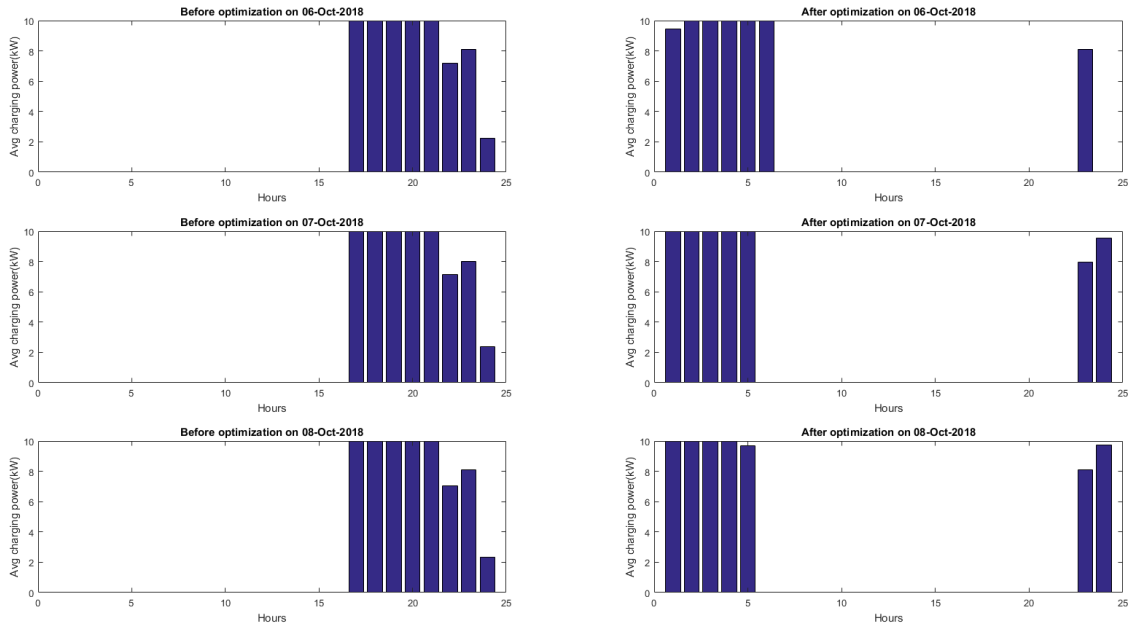 Before optimization on 06-Oct-2018
Avg charging power(kW)
10
8
6
4
2
0
0 5 10 15 20 25
Hours
After optimization on 06-Oct-2018
Avg charging power(kW)
10
8
6
4
2
0
0 5 10 15 20 25
Hours
Before optimization on 07-Oct-2018
Avg charging power(kW)
10
8
6
4
2
0
0 5 10 15 20 25
Hours
After optimization on 07-Oct-2018
Avg charging power(kW)
10
8
6
4
2
0
0 5 10 15 20 25
Hours
Before optimization on 08-Oct-2018
Avg charging power(kW)
10
8
6
4
2
0
0 5 10 15 20 25
Hours
After optimization on 08-Oct-2018
Avg charging power(kW)
10
8
6
4
2
0
0 5 10 15 20 25
Hours